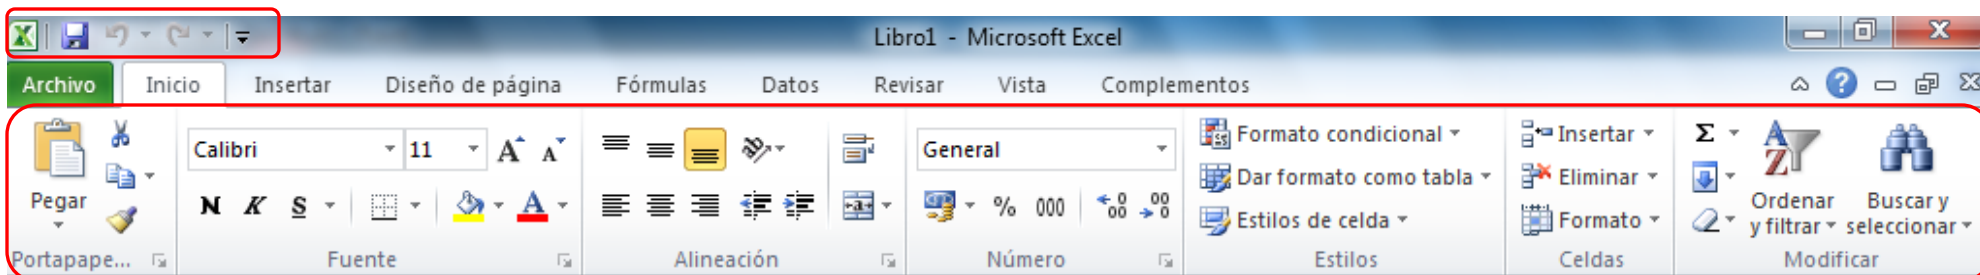 Libro1 - Microsoft Excel
Archivo Inicio Insertar Diseño de página Fórmulas Datos Revisar Vista Complementos
Pegar
Portapape...
Calibri 11 A A
N K S A
Fuente
Alineación
General
% 000
Número
Formato condicional
Dar formato como tabla
Estilos de celda
Estilos
Insertar
Eliminar
Formato
Celdas
Σ
Ordenar
y filtrar
Buscar y
seleccionar
Modificar